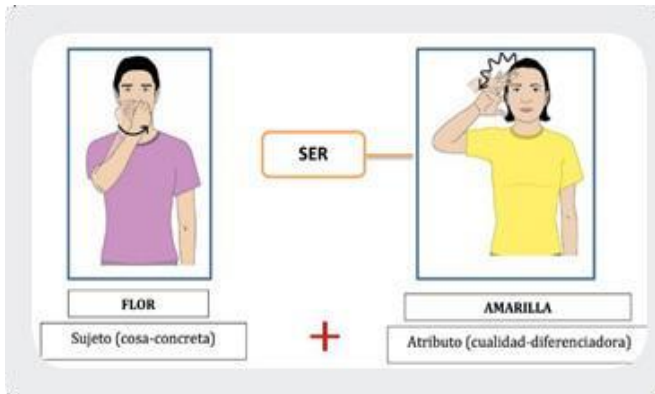 SER
FLOR
AMARILLA
Sujeto (cosa-concreta)
+
Atributo (cualidad-diferenciadora)